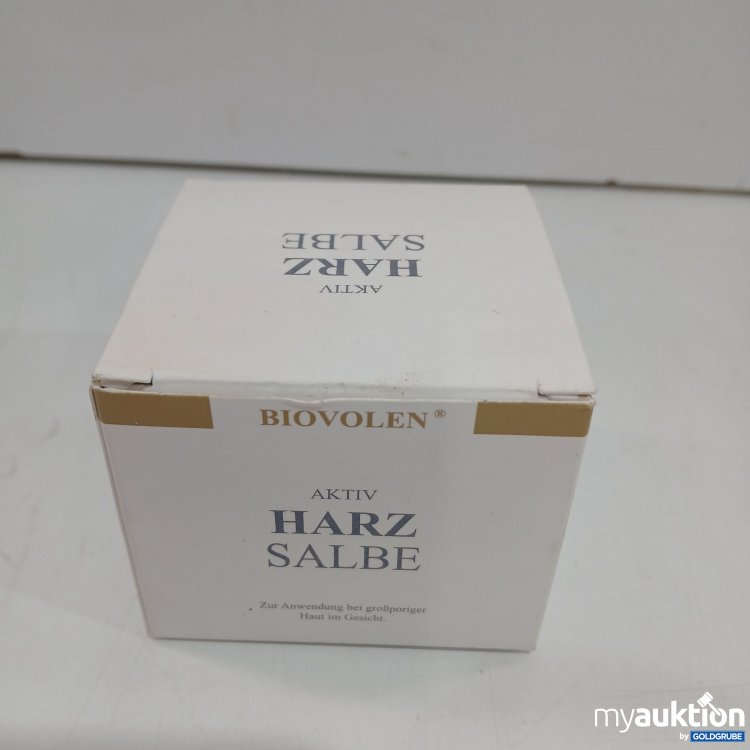 AKTIV
HARZ
SALBE
BIOVOLEN®
AKTIV
HARZ
SALBE
Zur Anwendung bei großporiger
Haut im Gesicht.
myauktion
by GOLDGRUBE